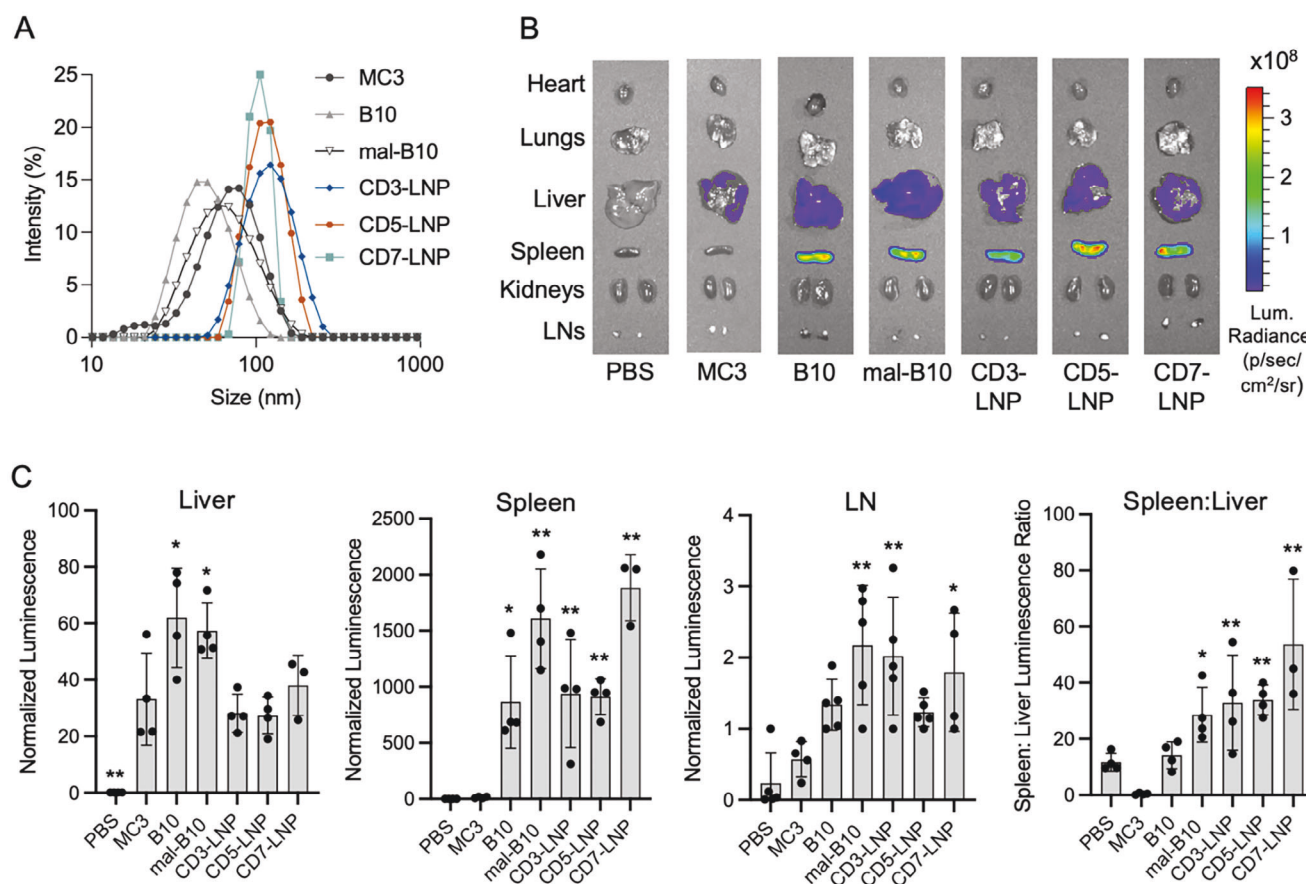 A
Intensity (%)
25
20
15
10
5
0
10
100
1000
Size (nm)
MC3
B10
mal-B10
CD3-LNP
CD5-LNP
CD7-LNP
B
Heart
Lungs
Liver
Spleen
Kidneys
LNs
PBS
MC3
B10
mal-B10
CD3-
LNP
CD5-
LNP
CD7-
LNP
x10⁸
3
2
1
Lum.
Radiance
(p/sec/
cm²/sr)
C
Liver
Normalized Luminescence
100
80
60
40
20
0
**
*
*
PBS
MC3
B10
mal-B10
CD3-LNP
CD5-LNP
CD7-LNP
Spleen
Normalized Luminescence
2500
2000
1500
1000
500
0
*
**
**
**
**
PBS
MC3
B10
mal-B10
CD3-LNP
CD5-LNP
CD7-LNP
LN
Normalized Luminescence
4
3
2
1
0
**
**
*
PBS
MC3
B10
mal-B10
CD3-LNP
CD5-LNP
CD7-LNP
Spleen:Liver
Spleen: Liver Luminescence Ratio
100
80
60
40
20
0
*
**
**
**
PBS
MC3
B10
mal-B10
CD3-LNP
CD5-LNP
CD7-LNP